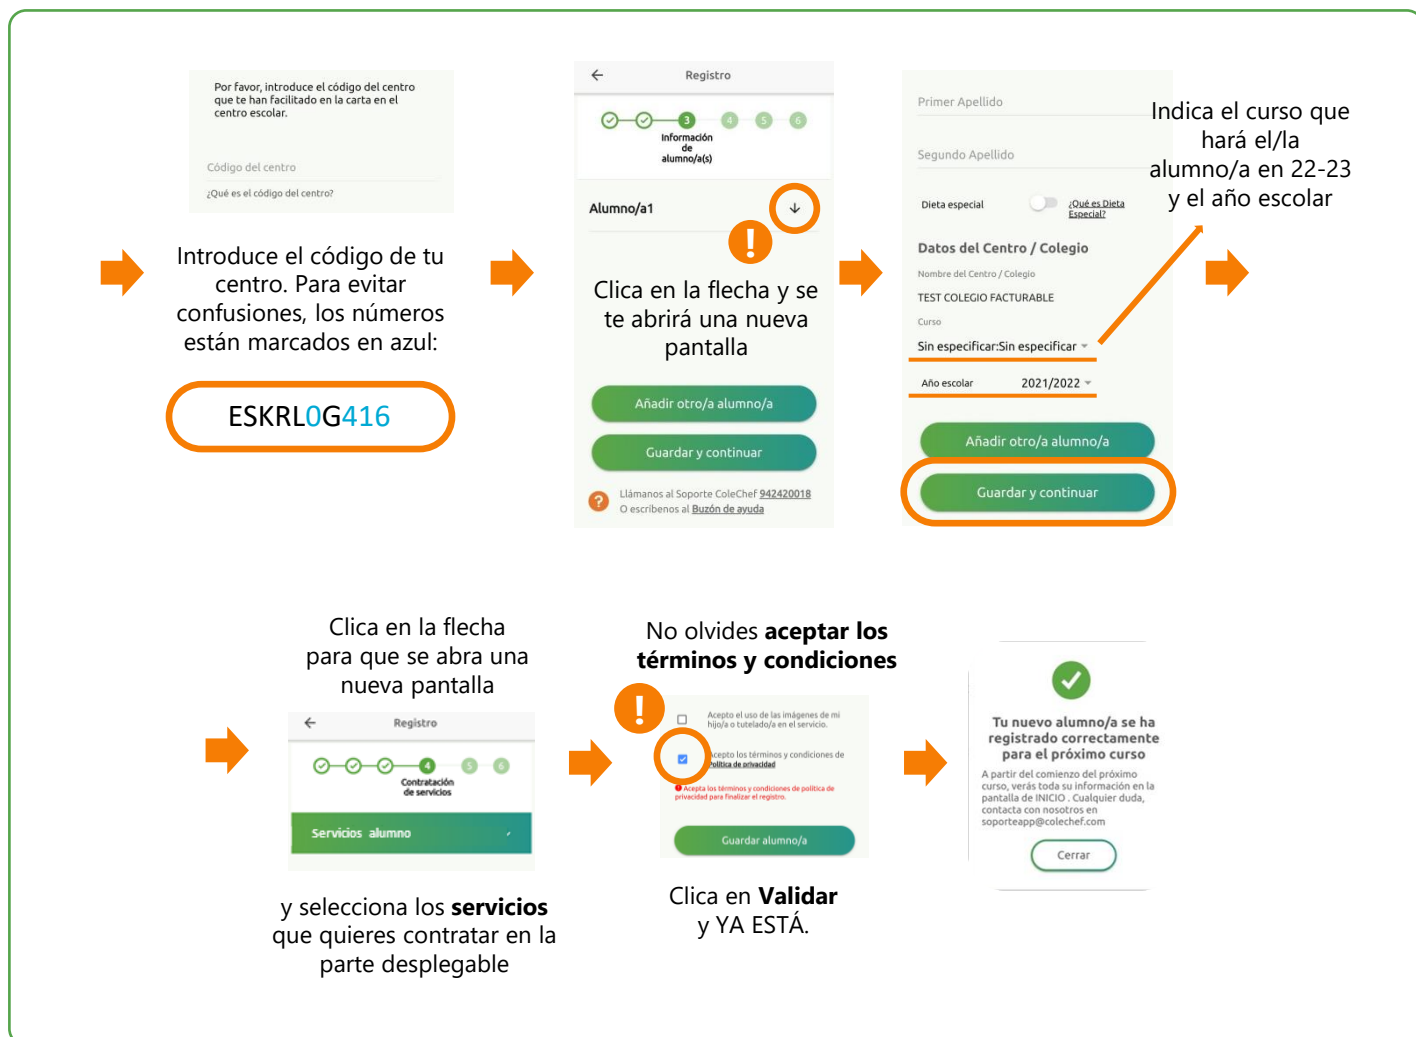 Por favor, introduce el código del centro
que te han facilitado en la carta en el
centro escolar.
Código del centro
¿Qué es el código del centro?
Introduce el código de tu
centro. Para evitar
confusiones, los números
están marcados en azul:
ESKRL0G416
Registro
3
4
5
6
Información
de
alumno/a(s)
Alumno/a1
!
Clica en la flecha y se
te abrirá una nueva
pantalla
Añadir otro/a alumno/a
Guardar y continuar
?
Llámanos al Soporte ColeChef 942420018
O escríbenos al Buzón de ayuda
Primer Apellido
Segundo Apellido
Dieta especial
¿Qué es Dieta
Especial?
Datos del Centro / Colegio
Nombre del Centro / Colegio
TEST COLEGIO FACTURABLE
Curso
Sin especificar:Sin especificar
Año escolar 2021/2022
Añadir otro/a alumno/a
Guardar y continuar
Indica el curso que
hará el/la
alumno/a en 22-23
y el año escolar
Clica en la flecha
para que se abra una
nueva pantalla
Registro
4
5
6
Contratación
de servicios
Servicios alumno
y selecciona los servicios
que quieres contratar en la
parte desplegable
No olvides aceptar los
términos y condiciones
!
Acepto el uso de las imágenes de mi
hijo/a o tutelado/a en el servicio.
Acepto los términos y condiciones de
Política de privacidad
Acepta los términos y condiciones de política de
privacidad para finalizar el registro.
Guardar alumno/a
Clica en Validar
y YA ESTÁ.
Tu nuevo alumno/a se ha
registrado correctamente
para el próximo curso
A partir del comienzo del próximo
curso, verás toda su información en la
pantalla de INICIO . Cualquier duda,
contacta con nosotros en
soporteapp@colechef.com
Cerrar